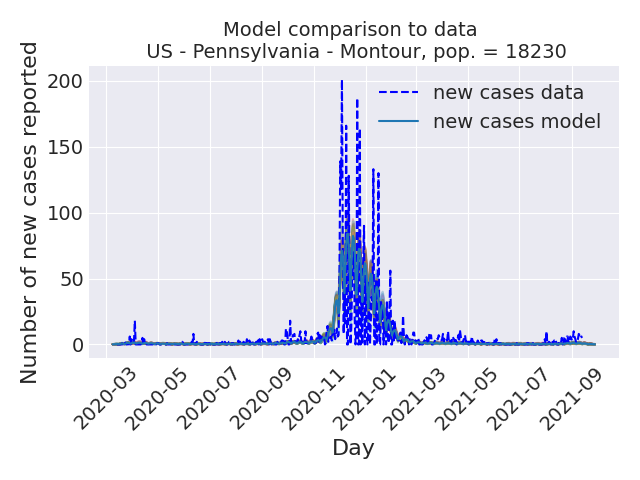 Model comparison to data
US - Pennsylvania - Montour, pop. = 18230
Number of new cases reported
200
150
100
50
0
new cases data
new cases model
2020-03
2020-05
2020-07
2020-09
2020-11
2021-01
2021-03
2021-05
2021-07
2021-09
Day